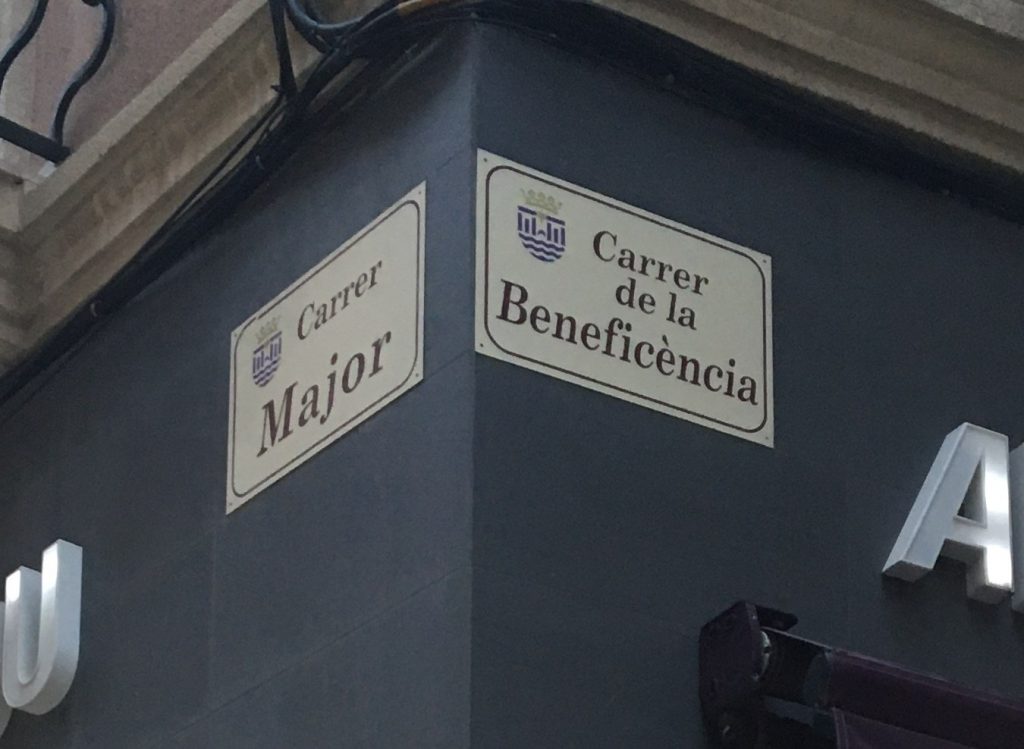 Carrer
Major
Carrer
de la
Beneficència
U
A